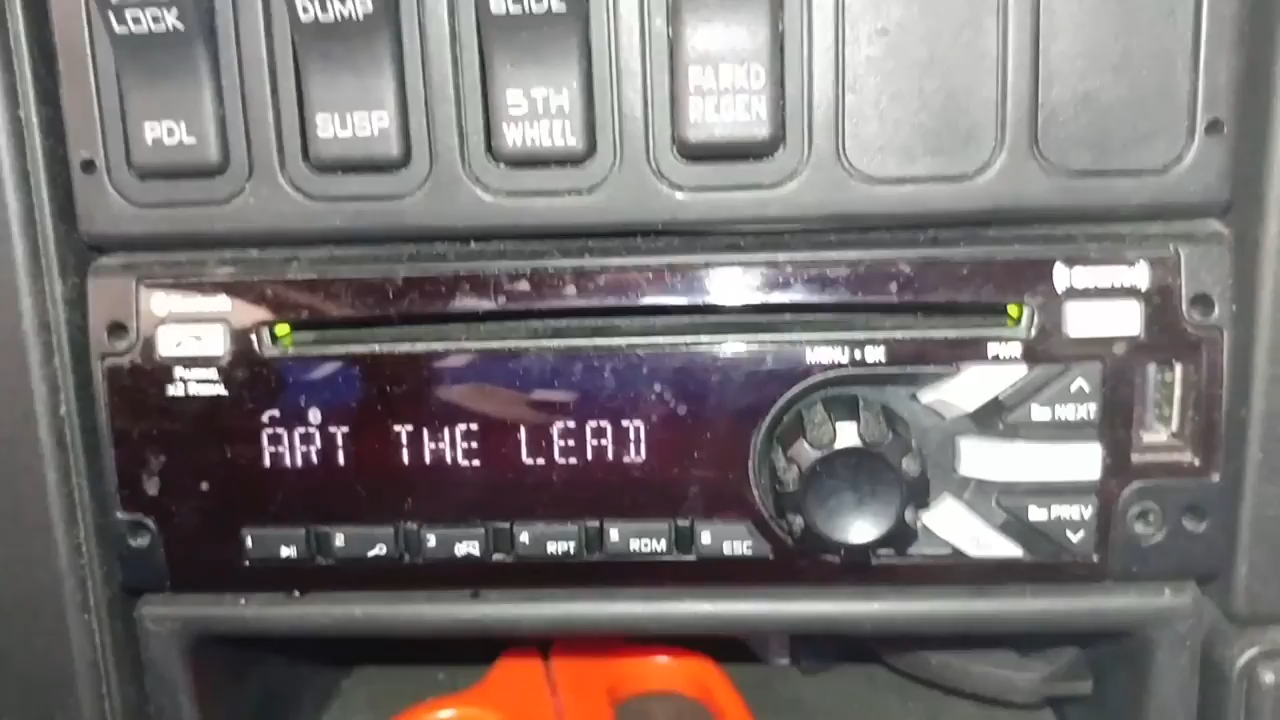 LOCK
DUMP
SLIDE
PDL
SUSP
5TH
WHEEL
PARKD
REGEN
MENU • OK
PWR
NEXT
ART THE LEAD
PREV
1
2
3
4 RPT
5 RDM
6 ESC